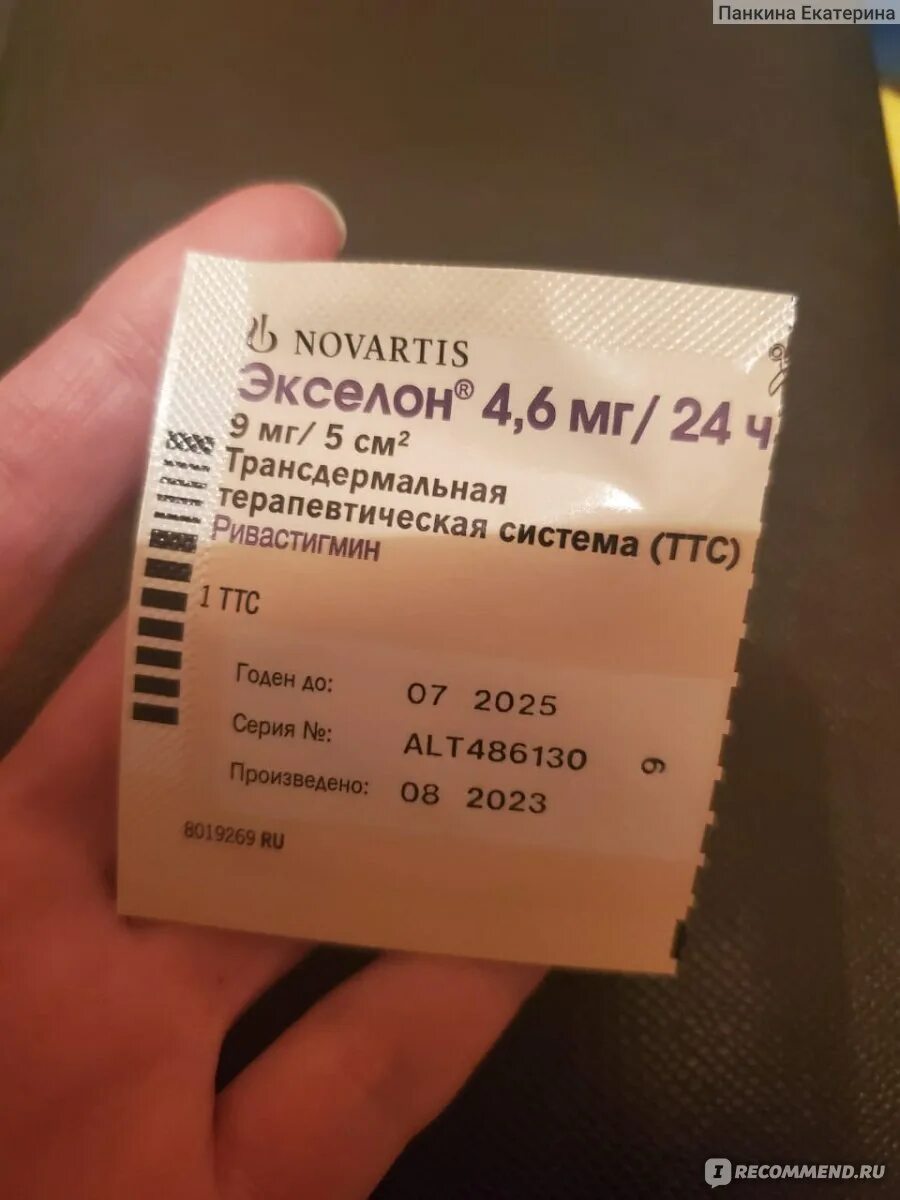 Панкина Екатерина
NOVARTIS
Экселон® 4,6 мг/ 24 ч
9 мг/ 5 см²
Трансдермальная
терапевтическая система (ТТС)
Ривастигмин
1 ТТС
Годен до: 07 2025
Серия №: ALT486130
9
Произведено: 08 2023
8019269 RU
IRECOMMEND.RU